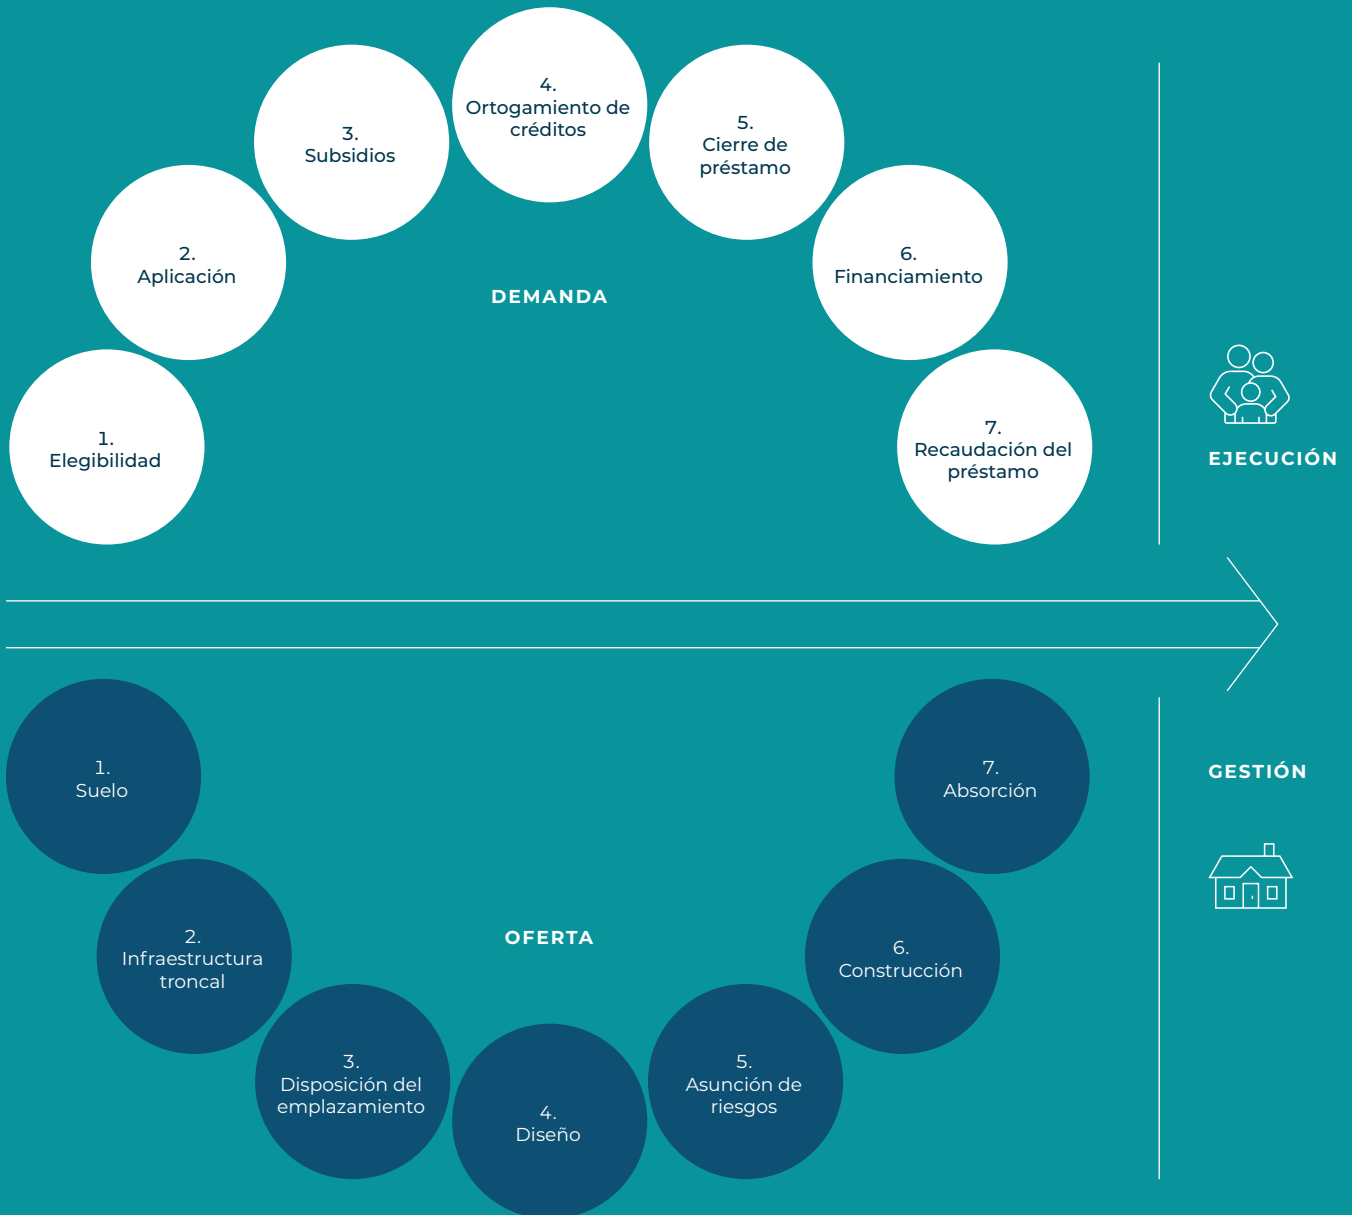 1.
Elegibilidad
2.
Aplicación
3.
Subsidios
4.
Ortogamiento de
créditos
5.
Cierre de
préstamo
6.
Financiamiento
7.
Recaudación del
préstamo
DEMANDA
EJECUCIÓN
1.
Suelo
2.
Infraestructura
troncal
3.
Disposición del
emplazamiento
4.
Diseño
5.
Asunción de
riesgos
6.
Construcción
7.
Absorción
OFERTA
GESTIÓN